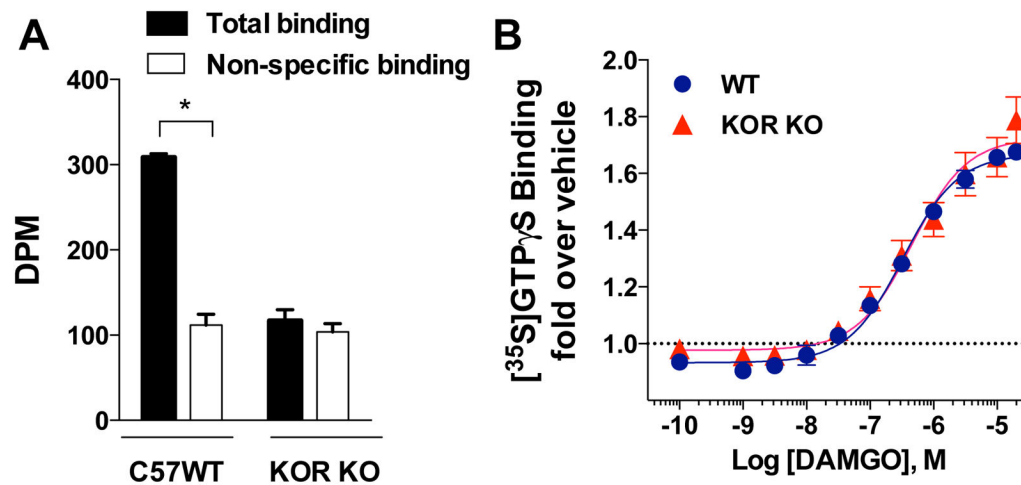 A
Total binding
Non-specific binding
400
*
300
200
100
0
DPM
C57WT
KOR KO
B
2.0
1.8
1.6
1.4
1.2
1.0
WT
KOR KO
[³⁵S]GTPγS Binding
fold over vehicle
-10
-9
-8
-7
-6
-5
Log [DAMGO], M